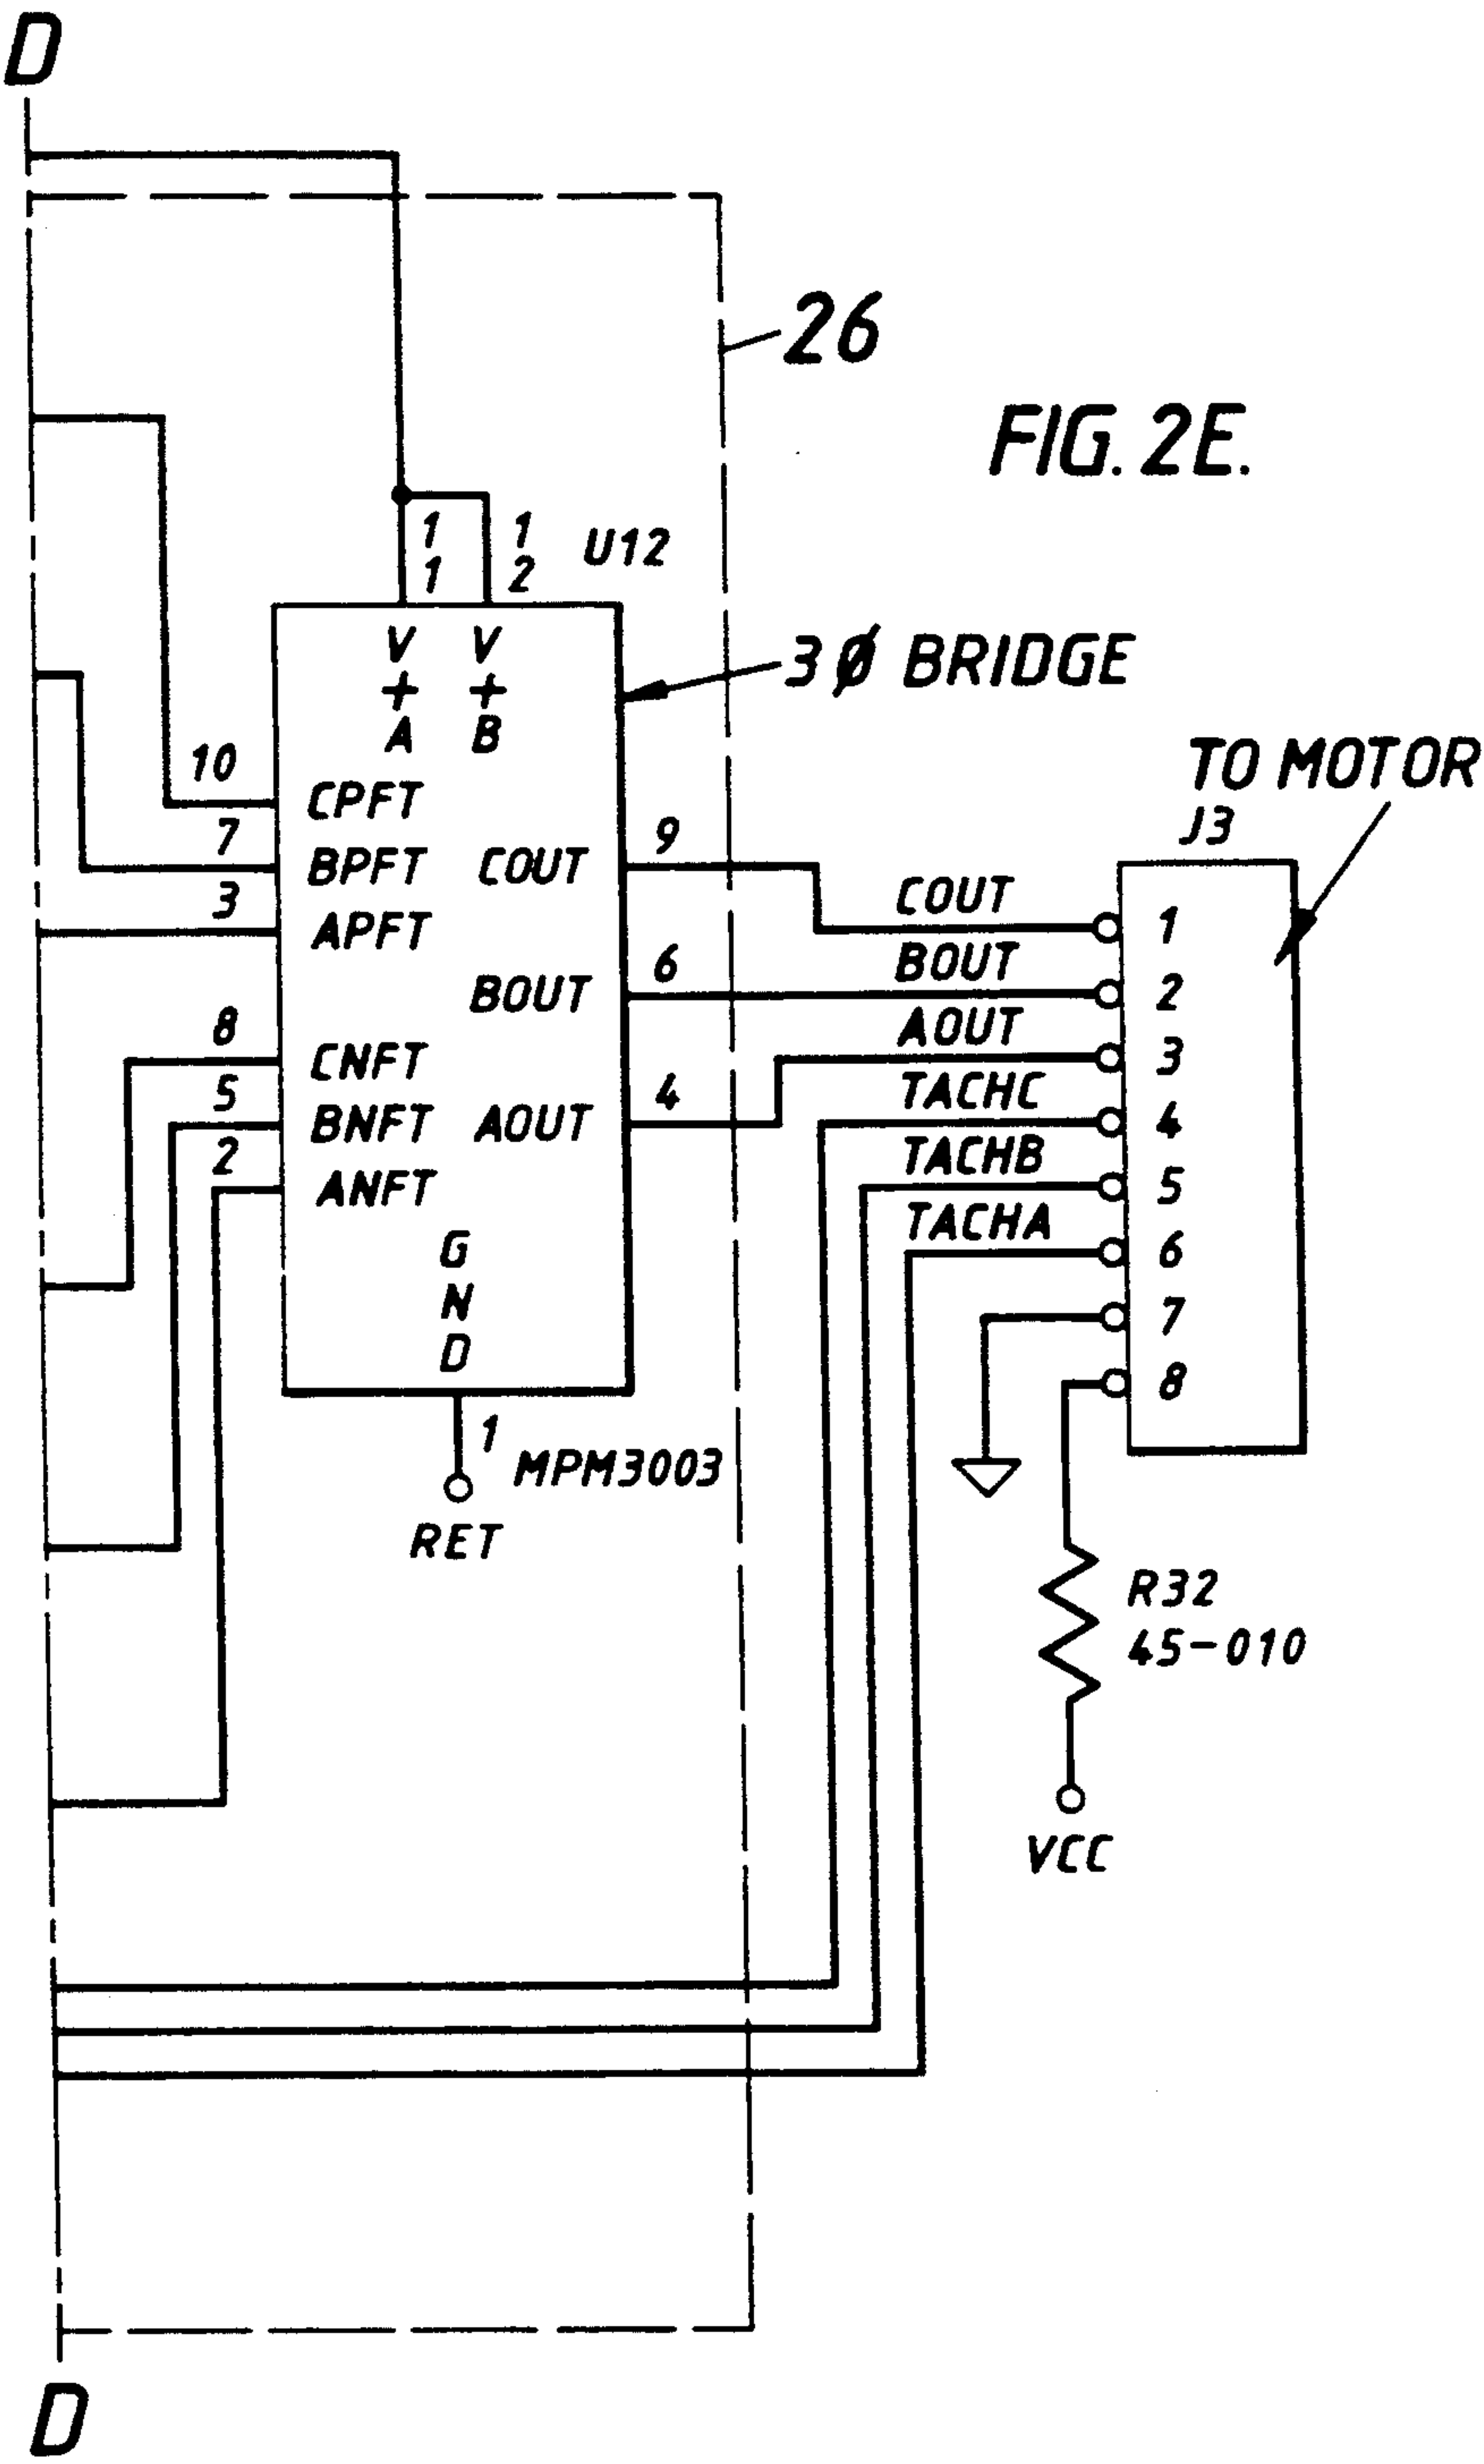 D
26
FIG. 2E.
1
1
1
2
U12
V
+
A
V
+
B
3Ø BRIDGE
TO MOTOR
J3
10
CPFT
7
BPFT
3
APFT
8
CNFT
5
BNFT
2
ANFT
COUT
9
BOUT
6
AOUT
4
G
N
D
1
MPM3003
RET
COUT
1
BOUT
2
AOUT
3
TACHC
4
TACHB
5
TACHA
6
7
8
R32
45-010
VCC
D